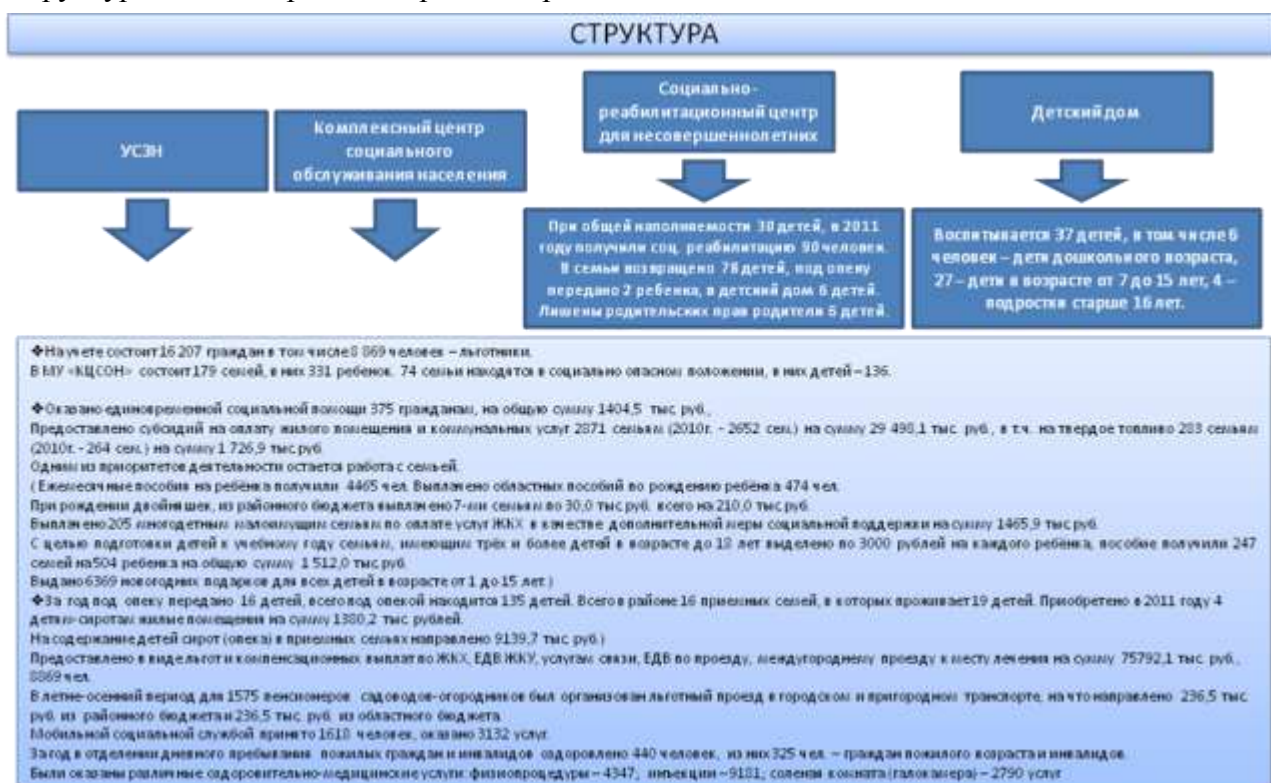 СТРУКТУРА
УСЗН
Комплексный центр
социального
обслуживания населения
Социально-
реабилитационный центр
для несовершеннолетних
Детский дом
При общей наполняемости 30 детей, в 2011
году получили соц. реабилитацию 90 человек.
В семьи возвращено 78 детей, под опеку
передано 2 ребенка, в детский дом 6 детей.
Лишены родительских прав родители 6 детей.
Воспитывается 37 детей, в том числе 6
человек – дети дошкольного возраста,
27 – дети в возрасте от 7 до 15 лет, 4 –
подростки старше 16 лет.
❖На учете состоит 16 207 граждан в том числе 8 869 человек – льготники.
В МУ «КЦСОН» состоит 179 семей, в них 331 ребенок. 74 семьи находятся в социально опасном положении, в них детей – 136.
❖Оказано единовременной социальной помощи 375 гражданам, на общую сумму 1404,5 тыс. руб.,
Предоставлено субсидий на оплату жилого помещения и коммунальных услуг 2871 семьям (2010г. - 2652 сем.) на сумму 29 498,1 тыс. руб., в т.ч. на твердое топливо 283 семьям
(2010г. - 264 сем.) на сумму 1 726,9 тыс.руб.
Одним из приоритетов деятельности остается работа с семьей.
( Ежемесячные пособия на ребёнка получили 4465 чел. Выплачено областных пособий по рождению ребёнка 474 чел.
При рождении двойняшек, из районного бюджета выплачено 7-ми семьям по 30,0 тыс.руб. всего на 210,0 тыс.руб.
Выплачено 205 многодетным малоимущим семьям по оплате услуг ЖКХ в качестве дополнительной меры социальной поддержки на сумму 1465,9 тыс.руб.
С целью подготовки детей к учебному году семьям, имеющим трёх и более детей в возрасте до 18 лет выделено по 3000 рублей на каждого ребёнка, пособие получили 247
семей на 504 ребенка на общую сумму 1 512,0 тыс.руб.
Выдано 6369 новогодних подарков для всех детей в возрасте от 1 до 15 лет.)
❖За год под опеку передано 16 детей, всего под опекой находится 135 детей. Всего в районе 16 приемных семей, в которых проживает 19 детей. Приобретено в 2011 году 4
детям-сиротам жилые помещения на сумму 1380,2 тыс. рублей.
На содержание детей сирот (опека) в приемных семьях направлено 9139,7 тыс. руб.)
Предоставлено в виде льгот и компенсационных выплат по ЖКХ, ЕДВ ЖКУ, услугам связи, ЕДВ по проезду, междугороднему проезду к месту лечения на сумму 75792,1 тыс. руб.,
8869 чел.
В летне-осенний период для 1575 пенсионеров садоводов-огородников был организован льготный проезд в городском и пригородном транспорте, на что направлено 236,5 тыс.
руб. из районного бюджета и 236,5 тыс. руб. из областного бюджета.
Мобильной социальной службой принято 1618 человек, оказано 3132 услуг.
За год в отделении дневного пребывания пожилых граждан и инвалидов оздоровлено 440 человек, из них 325 чел. – граждан пожилого возраста и инвалидов.
Были оказаны различные оздоровительно-медицинские услуги: физиопроцедуры – 4347; инъекции – 9181; соленая комната (галокамера) – 2790 услуг